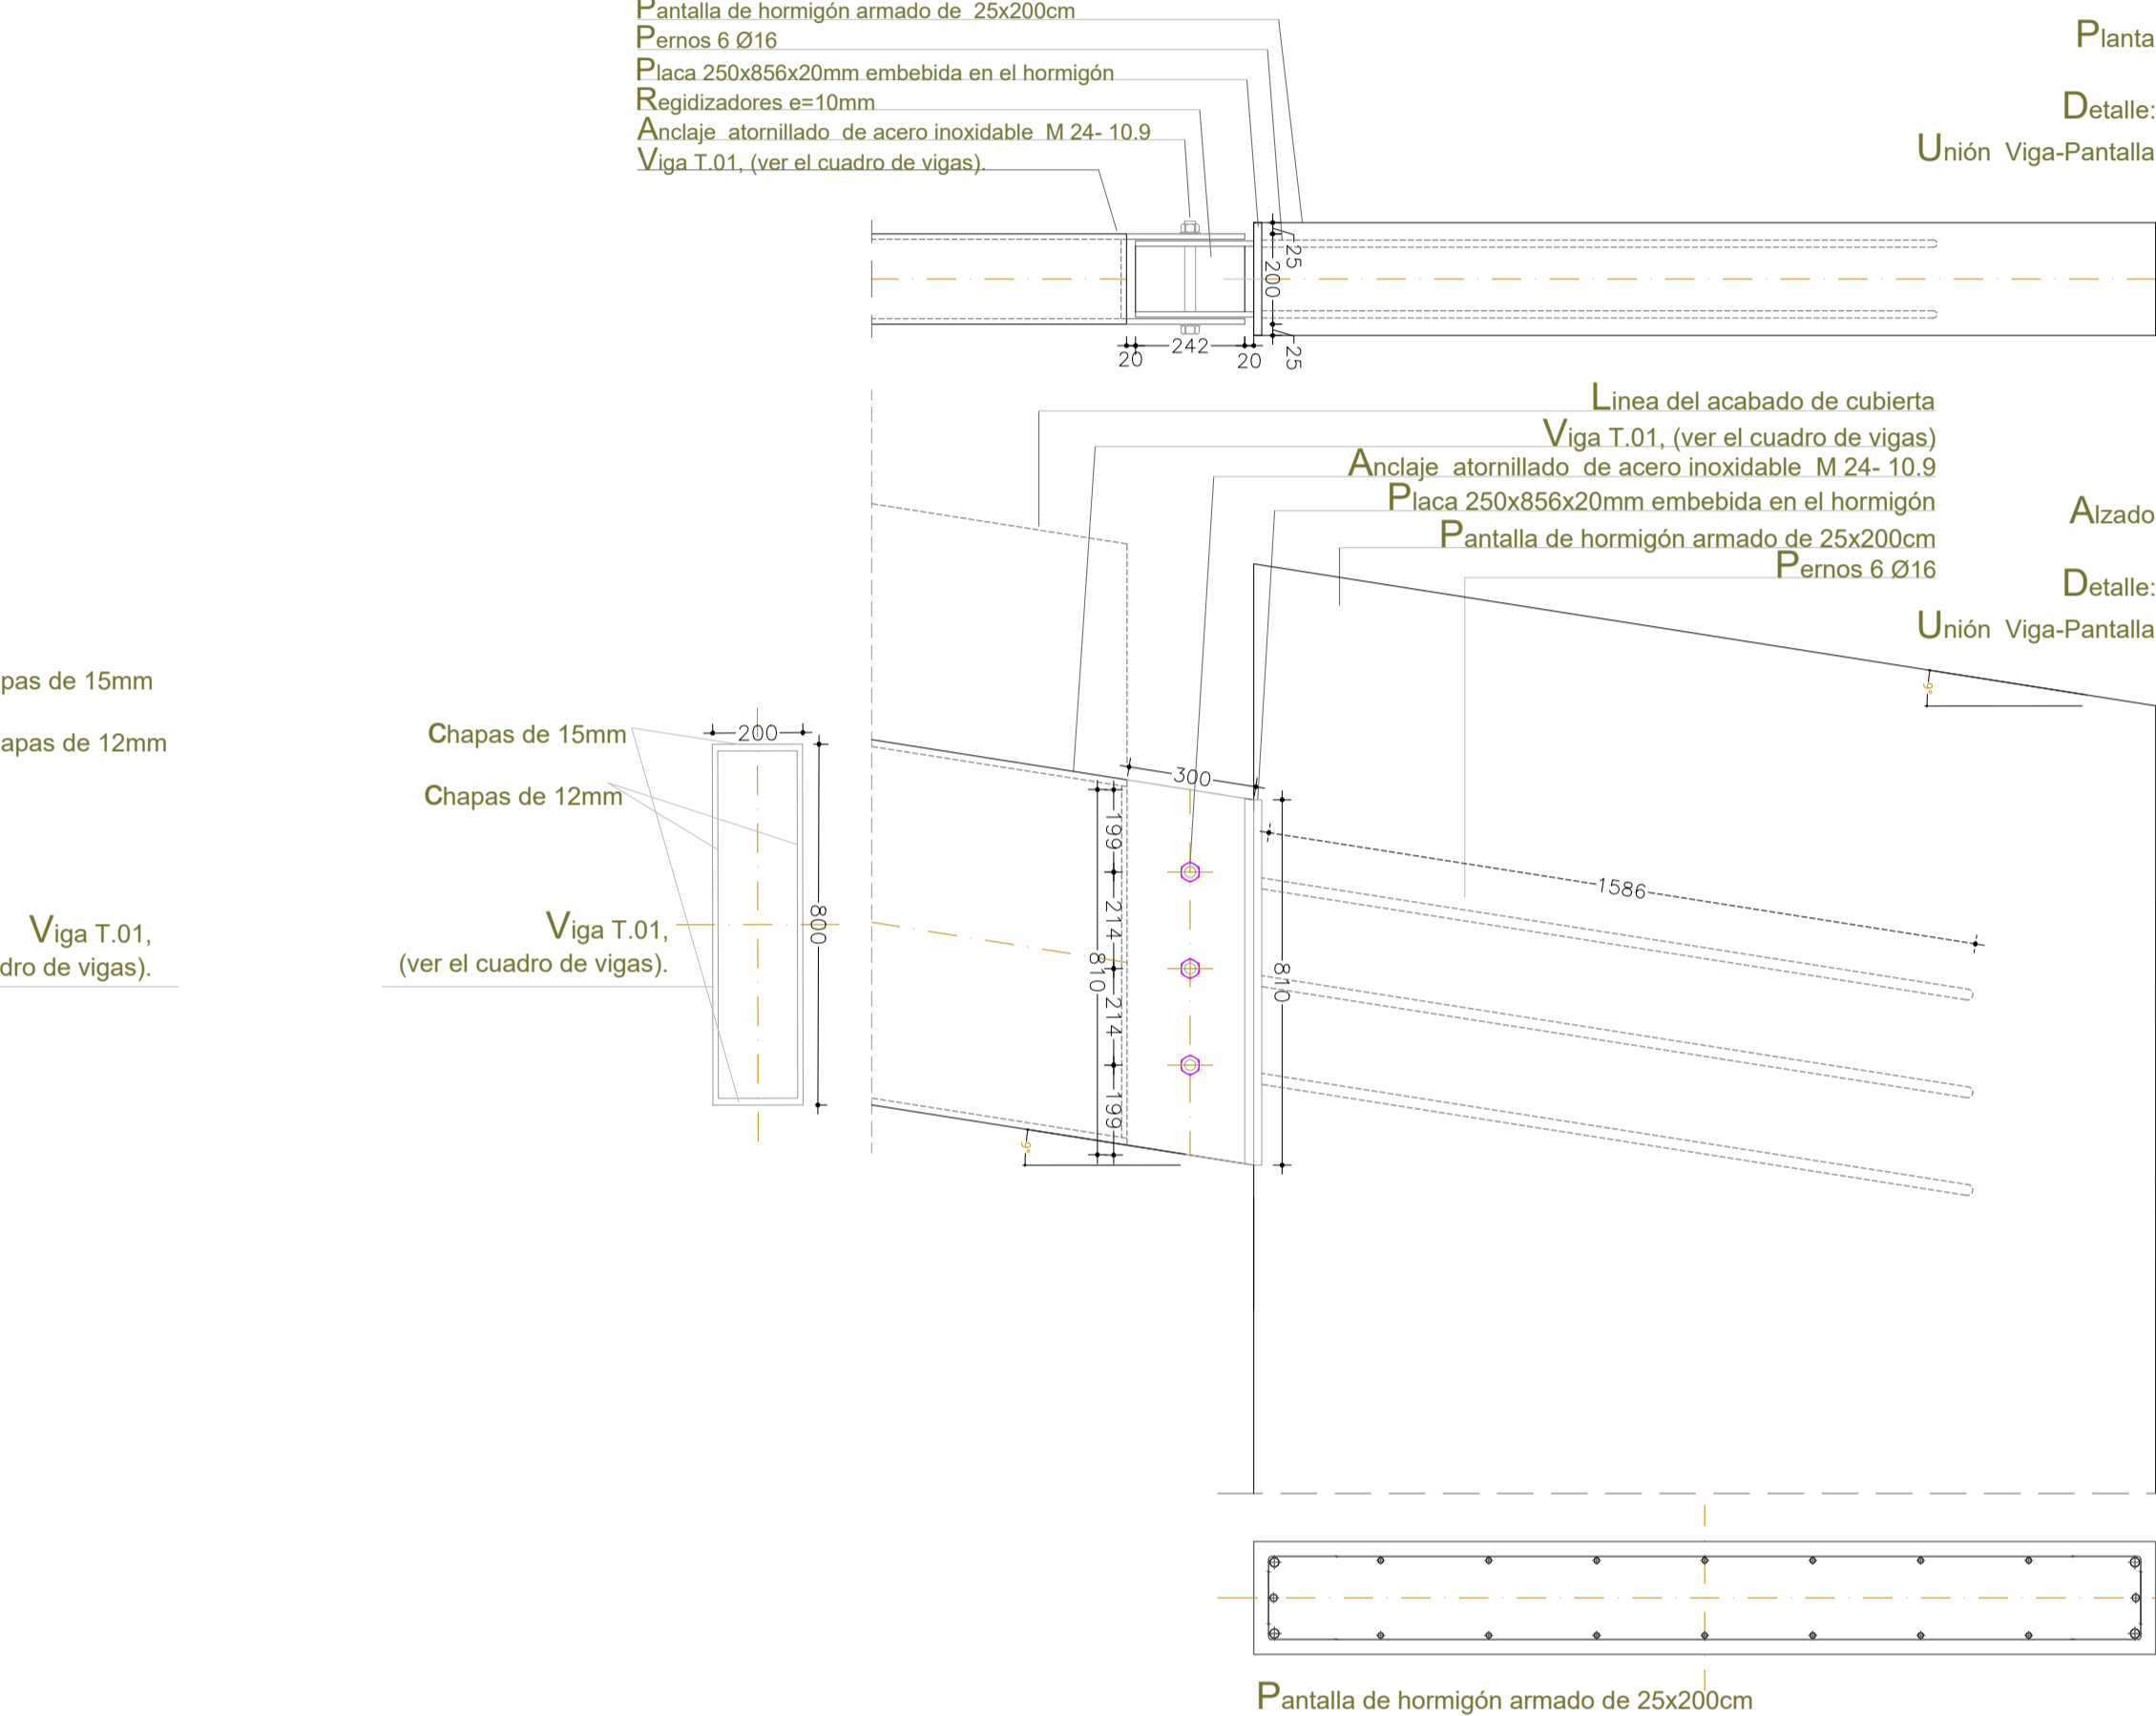 Pantalla de hormigón armado de 25x200cm
Pernos 6 Ø16
Placa 250x856x20mm embebida en el hormigón
Regidizadores e=10mm
Anclaje atornillado de acero inoxidable M 24- 10.9
Viga T.01, (ver el cuadro de vigas).
Planta
Detalle:
Unión Viga-Pantalla
25
200
25
20
242
20
Linea del acabado de cubierta
Viga T.01, (ver el cuadro de vigas)
Anclaje atornillado de acero inoxidable M 24- 10.9
Placa 250x856x20mm embebida en el hormigón
Pantalla de hormigón armado de 25x200cm
Pernos 6 Ø16
Alzado
Detalle:
Unión Viga-Pantalla
9°
pas de 15mm
apas de 12mm
Viga T.01,
dro de vigas).
Chapas de 15mm
Chapas de 12mm
Viga T.01,
(ver el cuadro de vigas).
200
800
300
199
214
810
214
199
810
1586
9°
Pantalla de hormigón armado de 25x200cm